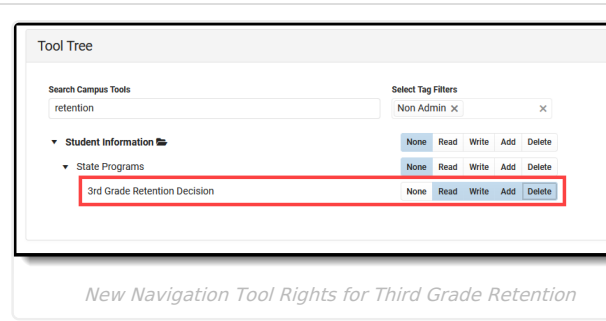 Tool Tree
Search Campus Tools Select Tag Filters
retention Non Admin × ×
Student Information None Read Write Add Delete
State Programs None Read Write Add Delete
3rd Grade Retention Decision None Read Write Add Delete
New Navigation Tool Rights for Third Grade Retention